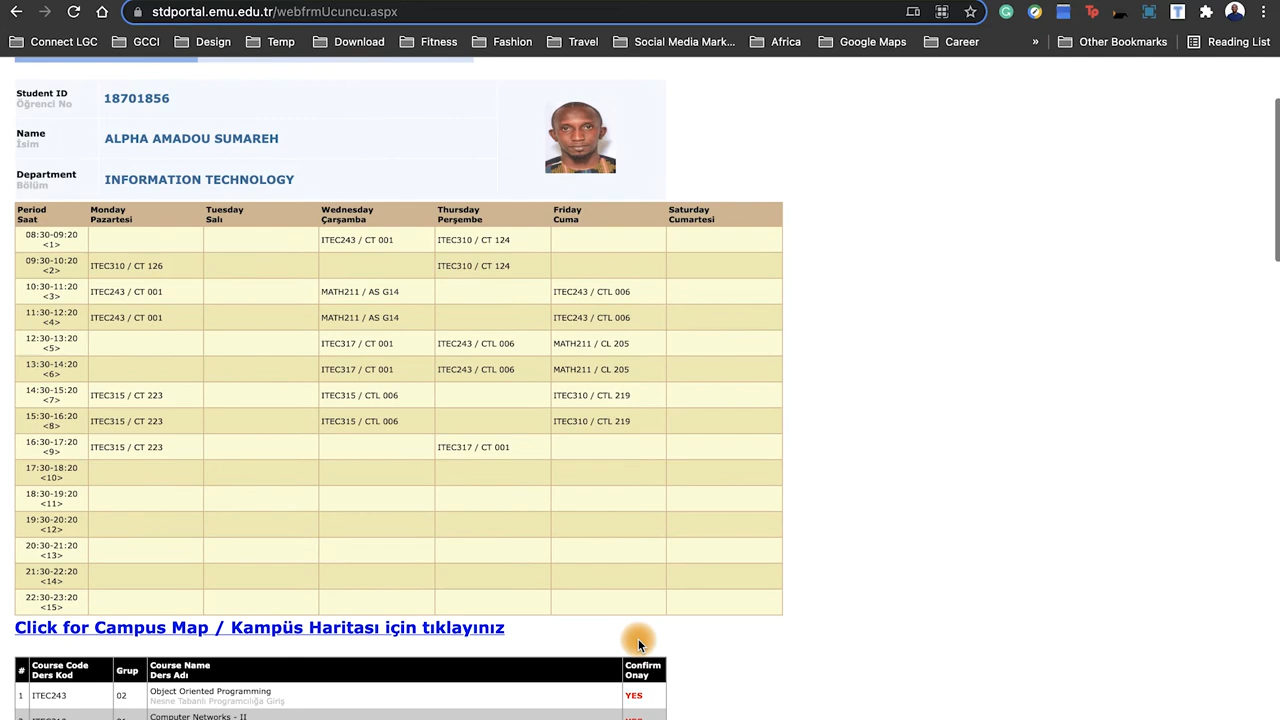 stdportal.emu.edu.tr/webfrmUcuncu.aspx
Connect LGC GCCI Design Temp Download Fitness Fashion Travel Social Media Mark... Africa Google Maps Career » Other Bookmarks Reading List
Student ID 18701856
Öğrenci No
Name ALPHA AMADOU SUMAREH
İsim
Department INFORMATION TECHNOLOGY
Bölüm
Period Monday Tuesday Wednesday Thursday Friday Saturday
Saat Pazartesi Salı Çarşamba Perşembe Cuma Cumartesi
08:30-09:20 ITEC243 / CT 001 ITEC310 / CT 124
<1>
09:30-10:20 ITEC310 / CT 126 ITEC310 / CT 124
<2>
10:30-11:20 ITEC243 / CT 001 MATH211 / AS G14 ITEC243 / CTL 006
<3>
11:30-12:20 ITEC243 / CT 001 MATH211 / AS G14 ITEC243 / CTL 006
<4>
12:30-13:20 ITEC317 / CT 001 ITEC243 / CTL 006 MATH211 / CL 205
<5>
13:30-14:20 ITEC317 / CT 001 ITEC243 / CTL 006 MATH211 / CL 205
<6>
14:30-15:20 ITEC315 / CT 223 ITEC315 / CTL 006 ITEC310 / CTL 219
<7>
15:30-16:20 ITEC315 / CT 223 ITEC315 / CTL 006 ITEC310 / CTL 219
<8>
16:30-17:20 ITEC315 / CT 223 ITEC317 / CT 001
<9>
17:30-18:20
<10>
18:30-19:20
<11>
19:30-20:20
<12>
20:30-21:20
<13>
21:30-22:20
<14>
22:30-23:20
<15>
Click for Campus Map / Kampüs Haritası için tıklayınız
# Course Code Grup Course Name Confirm
Ders Kod Ders Adı Onay
1 ITEC243 02 Object Oriented Programming YES
Nesne Tabanlı Programcılığa Giriş
Computer Networks - II